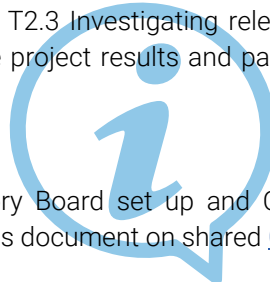 T2.3 Investigating rele
project results and pa
ry Board set up and
s document on shared